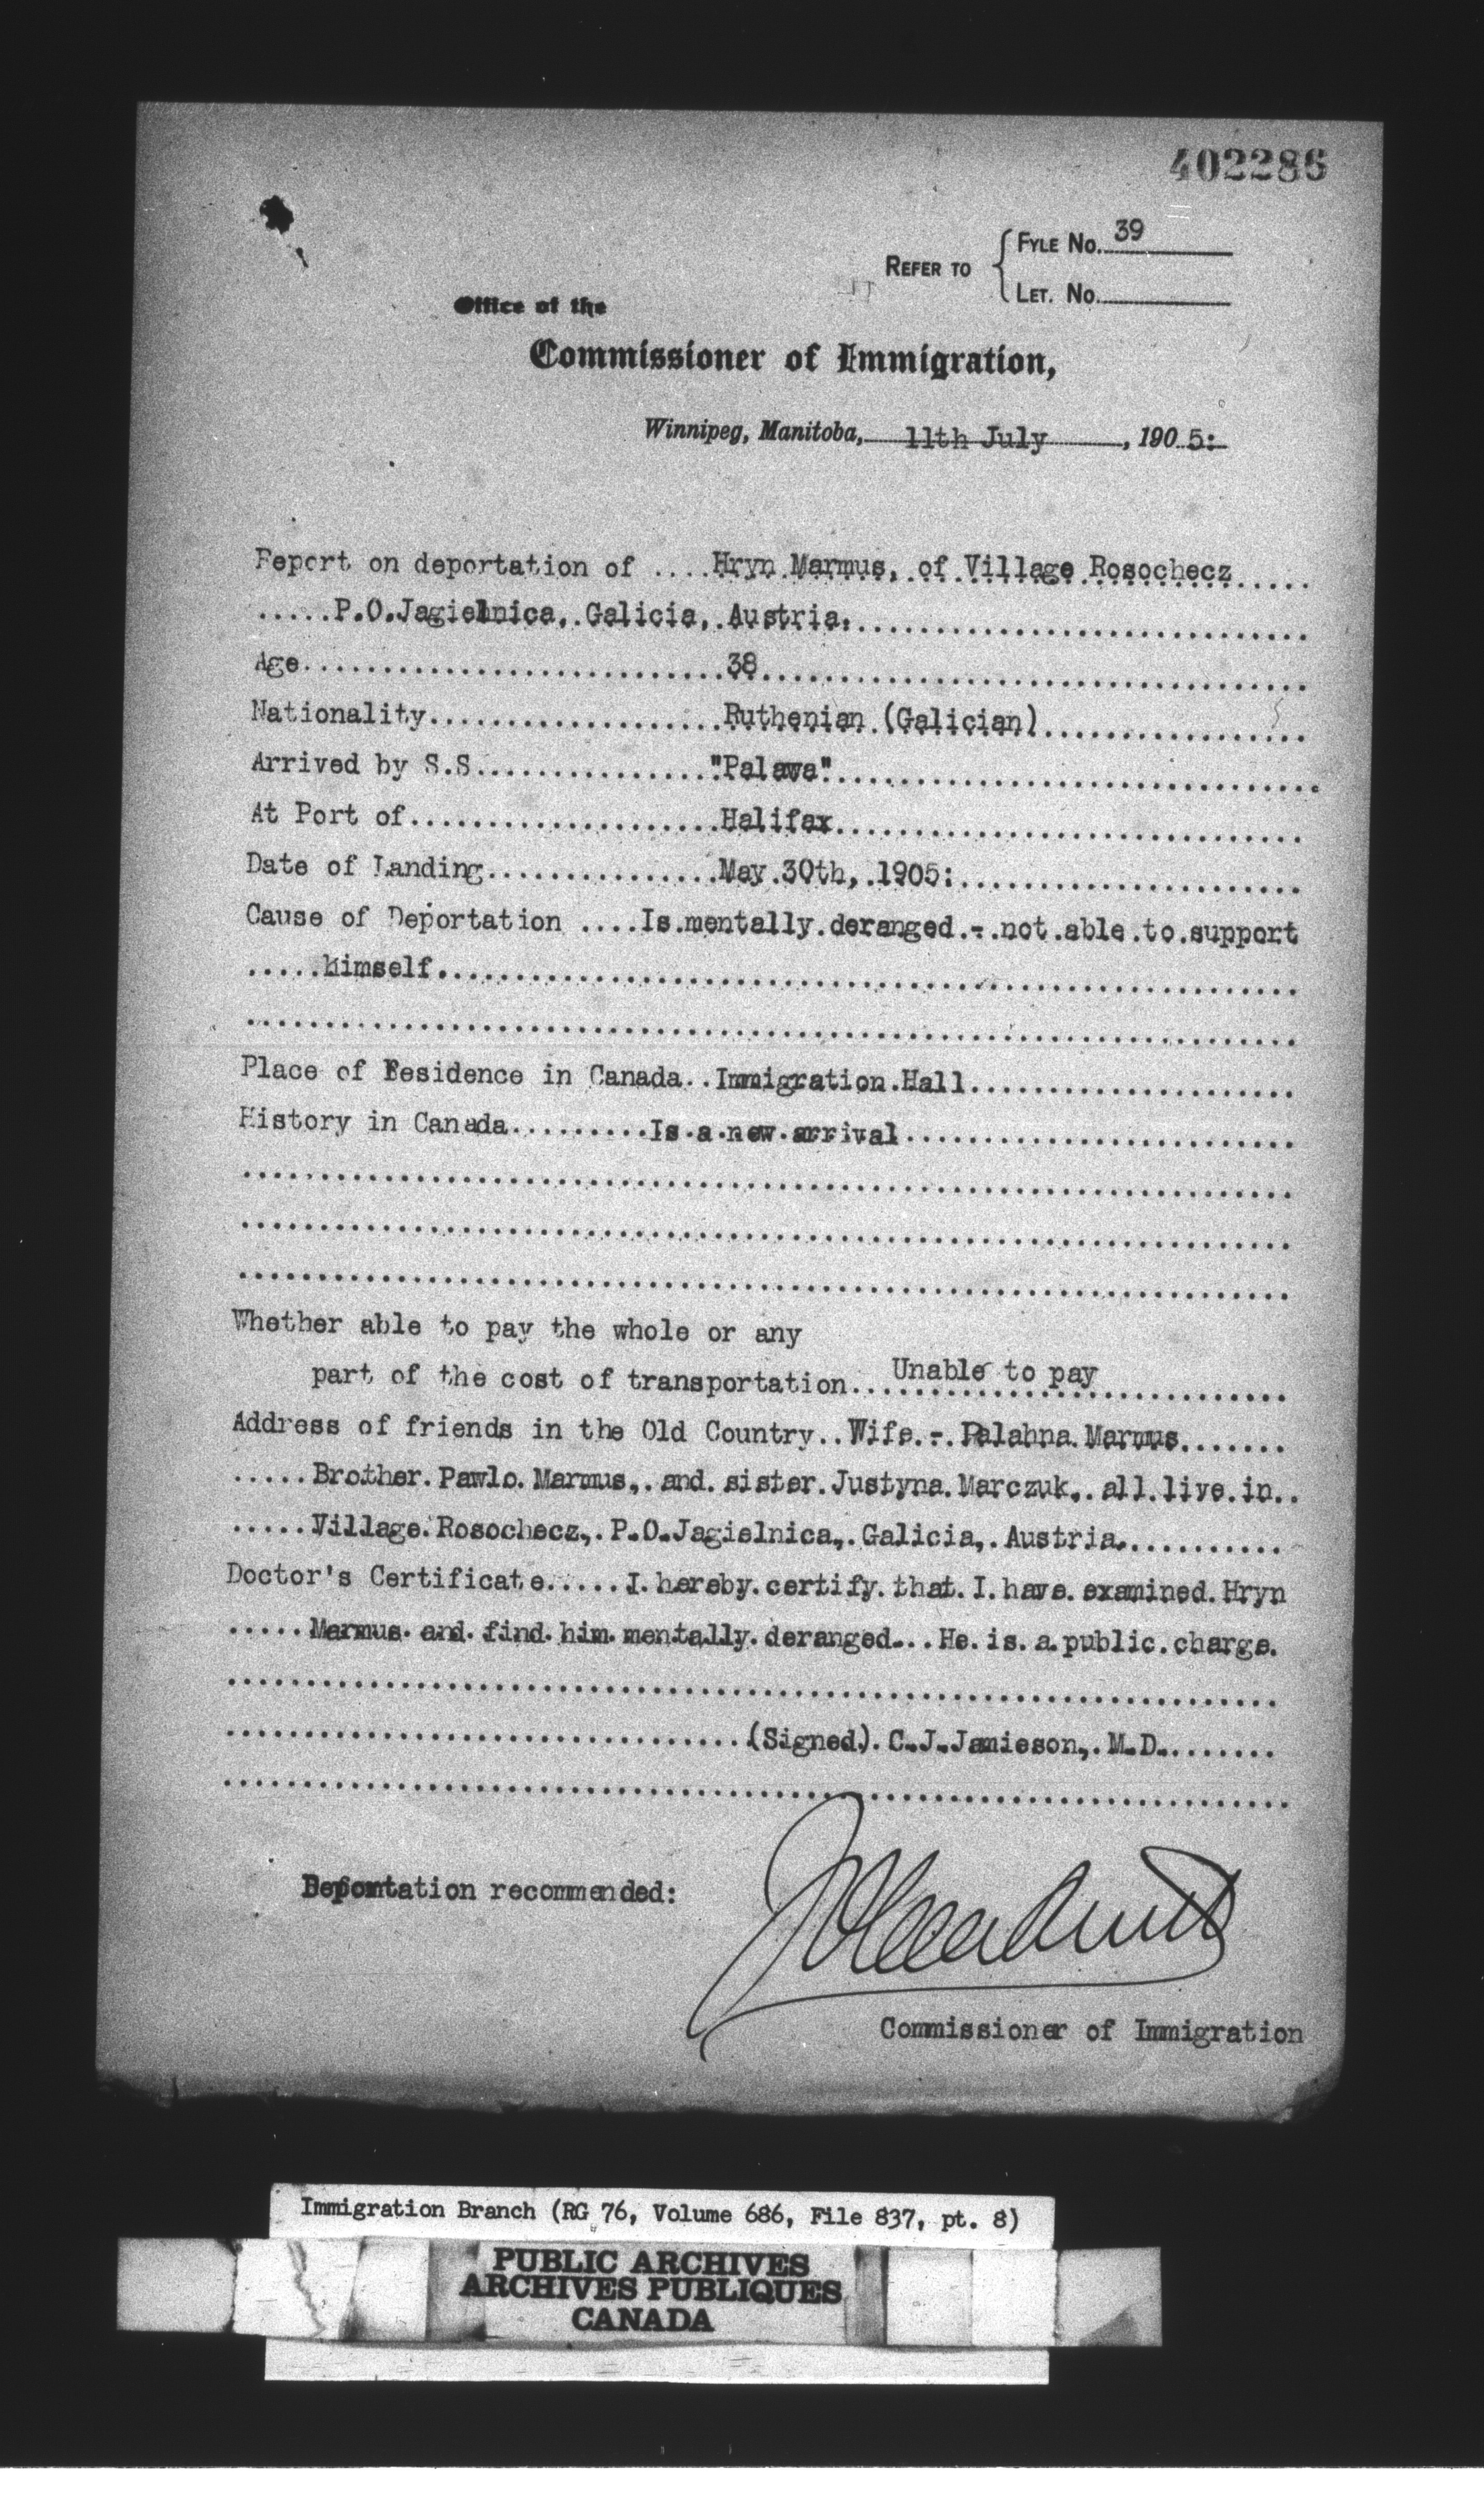 402286
REFER TO
FYLE No. 39
LET. No.
Office of the
Commissioner of Immigration,
Winnipeg, Manitoba, 11th July, 1905:
Report on deportation of ....Hryn Marmus, of Village Rosochecz.....
.....P.O.Jagielnica, Galicia, Austria.
Age..........38..........
Nationality..........Ruthenian (Galician)..........
Arrived by S.S.........."Palava"..........
At Port of..........Halifax..........
Date of Landing..........May 30th, 1905:..........
Cause of Deportation ....Is mentally deranged - not able to support
.....himself..........
Place of Residence in Canada..Immigration Hall..........
History in Canada.........Is a new arrival..........
Whether able to pay the whole or any
part of the cost of transportation... Unable to pay
Address of friends in the Old Country..Wife - Palahna Marmus.......
.....Brother Pawlo Marmus, and sister Justyna Marczuk, all live in..
.....Village Rosochecz, P.O.Jagielnica, Galicia, Austria..........
Doctor's Certificate.....I hereby certify that I have examined Hryn
.....Marmus and find him mentally deranged. He is a public charge.
(Signed) C.J.Jamieson, M.D........
Deportation recommended:
Commissioner of Immigration
Immigration Branch (RG 76, Volume 686, File 837, pt. 8)
PUBLIC ARCHIVES
ARCHIVES PUBLIQUES
CANADA